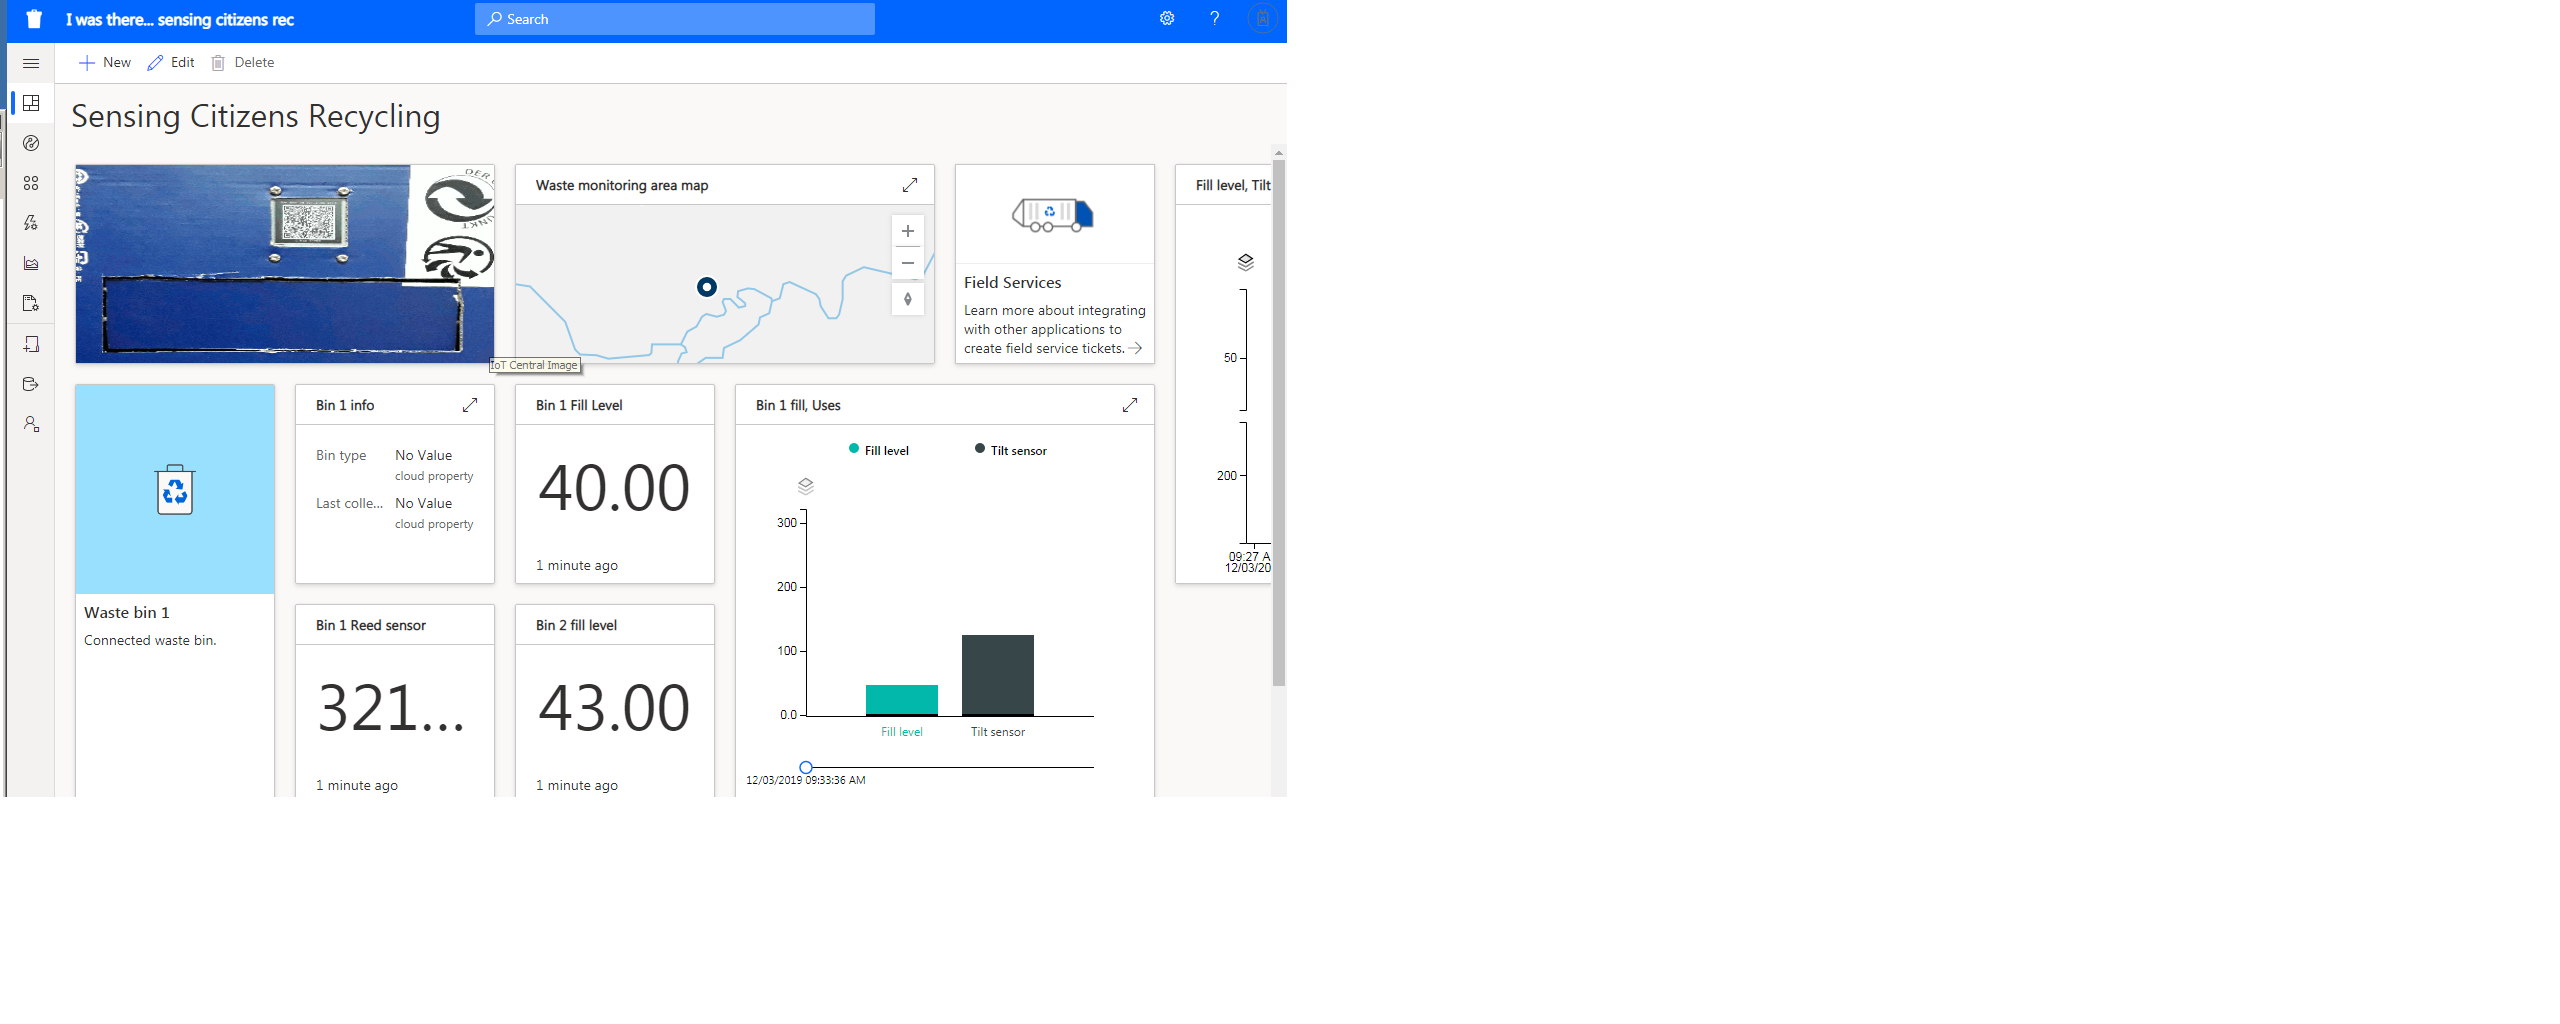 I was there... sensing citizens rec
Search
?
New
Edit
Delete
Sensing Citizens Recycling
DER
UNKT
Waste monitoring area map
Field Services
Learn more about integrating
with other applications to
create field service tickets.
IoT Central Image
Fill level, Tilt
50
200
09:27 A
12/03/20
Waste bin 1
Connected waste bin.
Bin 1 info
Bin type
No Value
cloud property
Last colle...
No Value
cloud property
Bin 1 Fill Level
40.00
1 minute ago
Bin 1 fill, Uses
Fill level
Tilt sensor
300
200
100
0.0
Fill level
Tilt sensor
12/03/2019 09:33:36 AM
Bin 1 Reed sensor
321...
1 minute ago
Bin 2 fill level
43.00
1 minute ago